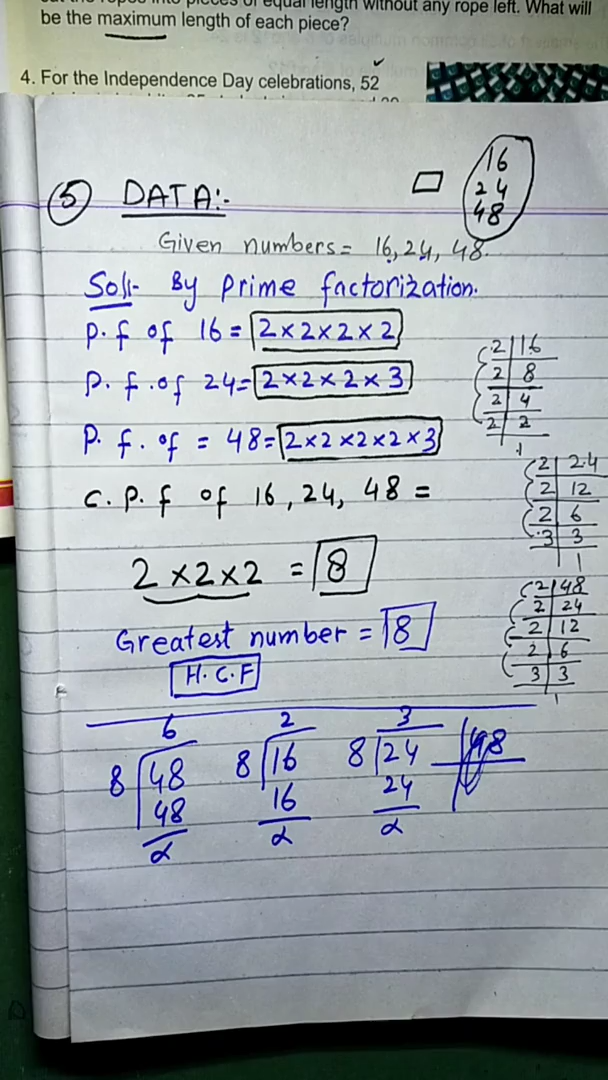 be the maximum length of each piece?
4. For the Independence Day celebrations, 52
⑤ DATA:-
16
24
48
Given numbers = 16, 24, 48.
Sol:- By prime factorization.
P. f of 16 = 2×2×2×2
P. f. of 24 = 2×2×2×3
P. f. of = 48 = 2×2×2×2×3
C. P. f of 16, 24, 48 =
2×2×2 = 8
Greatest number = 8
H.C.F
2 16
2 8
2 4
2 2
1
2 24
2 12
2 6
3 3
1
2 48
2 24
2 12
2 6
3 3
1
6
8 48
48
2
8 16
16
3
8 24
24
48